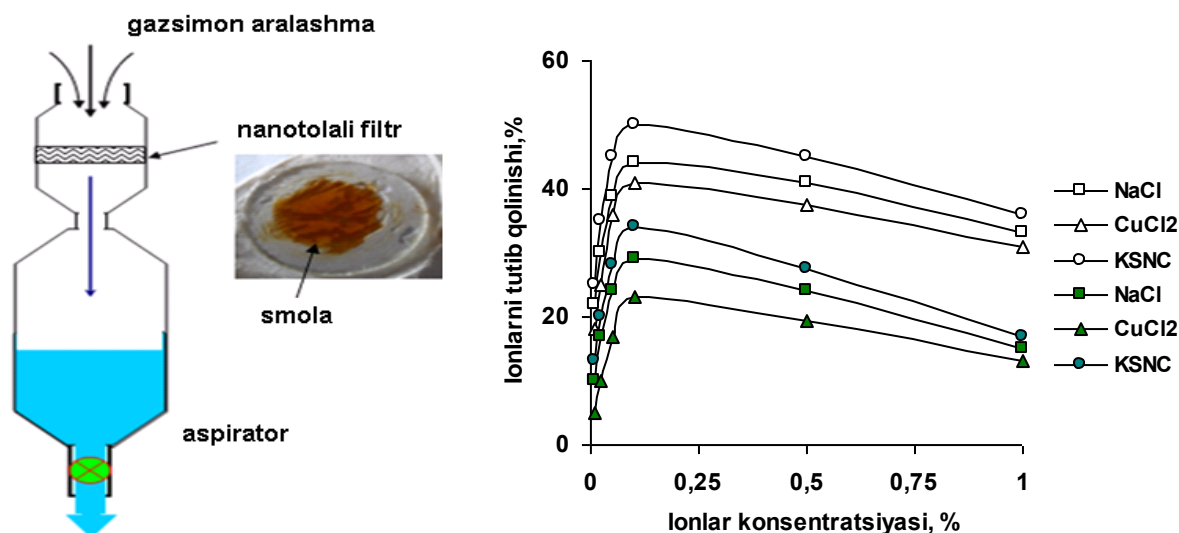 gazsimon aralashma
nanotolali filtr
smola
aspirator
Ionlarni tutib qolinishi,%
60
40
20
0
0
0,25
0,5
0,75
1
Ionlar konsentratsiyasi, %
NaCl
CuCl2
KSNC
NaCl
CuCl2
KSNC